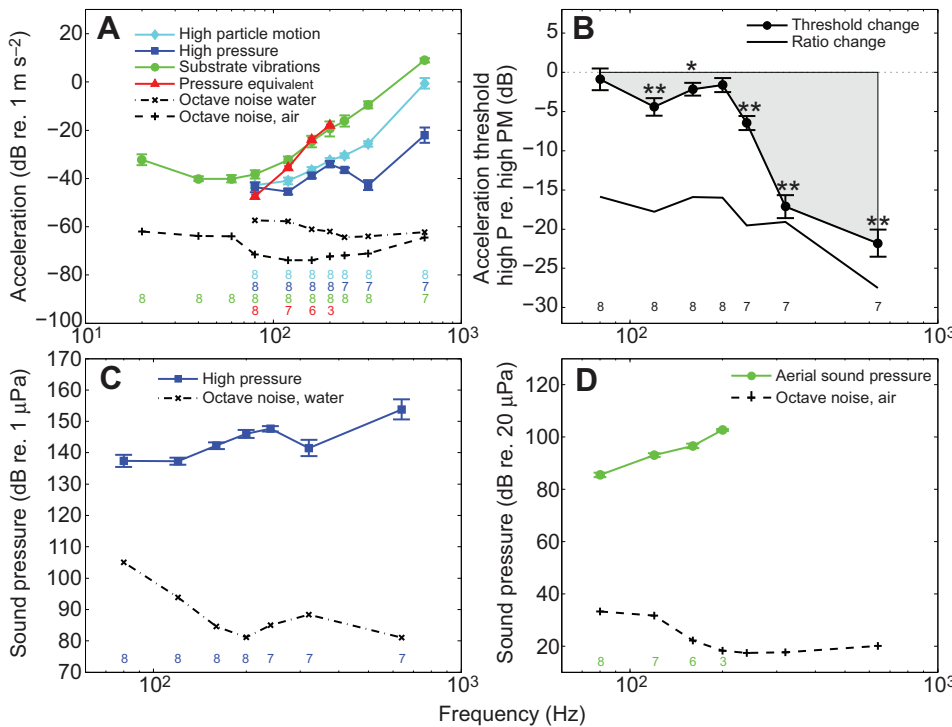 A
High particle motion
High pressure
Substrate vibrations
Pressure equivalent
Octave noise water
Octave noise, air
Acceleration (dB re. 1 m s−2)
20
0
−20
−40
−60
−80
−100
8 8
8 8 8 8 8 8 8
8 8 8 8 8 7 7 7
8 8 8 8 8 8 8 8 8 7
8 7 6 3
10¹ 10² 10³
B
Threshold change
Ratio change
Acceleration threshold
high P re. high PM (dB)
5
0
−5
−10
−15
−20
−25
−30
** * ** ** **
8 8 8 8 7 7 7
10² 10³
C
High pressure
Octave noise, water
Sound pressure (dB re. 1 µPa)
170
160
150
140
130
120
110
100
90
80
70
8 8 8 8 7 7 7
10² 10³
D
Aerial sound pressure
Octave noise, air
Sound pressure (dB re. 20 µPa)
120
100
80
60
40
20
8 7 6 3
10² 10³
Frequency (Hz)